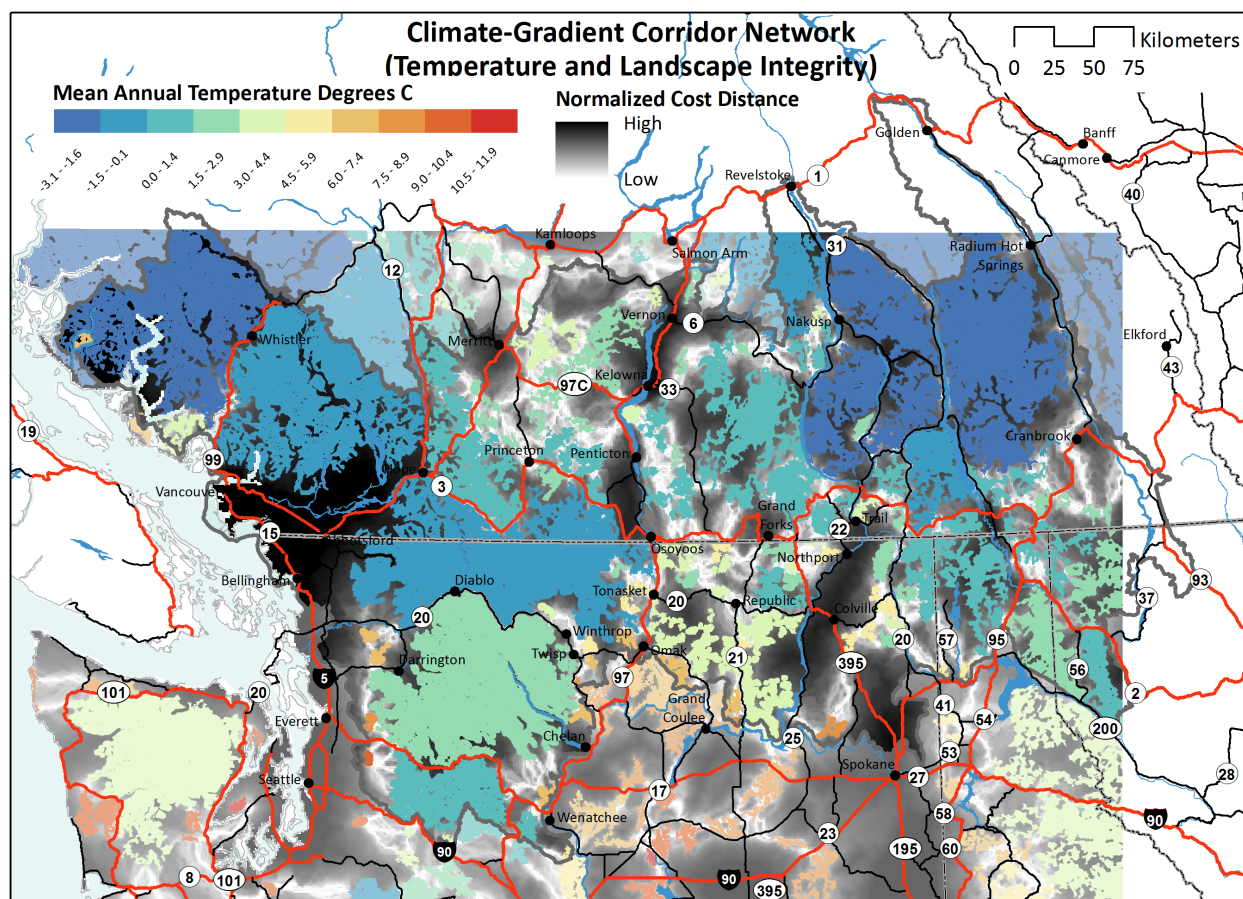 Climate-Gradient Corridor Network
(Temperature and Landscape Integrity)
Kilometers
0 25 50 75
Mean Annual Temperature Degrees C
-3.1 - -1.6
-1.5 - -0.1
0.0 - 1.4
1.5 - 2.9
3.0 - 4.4
4.5 - 5.9
6.0 - 7.4
7.5 - 8.9
9.0 - 10.4
10.5 - 11.9
Normalized Cost Distance
High
Low
Golden
Banff
Canmore
Revelstoke
1
40
Kamloops
Salmon Arm
31
Radium Hot
Springs
12
Vernon
6
Nakusp
Whistler
Merritt
Elkford
43
Kelowna
97C
33
19
99
Hope
3
Princeton
Penticton
Cranbrook
Vancouve
Grand
Forks
22
Trail
15
Abbotsford
Osoyoos
Northport
Bellingham
Diablo
Tonasket
20
Republic
93
37
20
Colville
Winthrop
Twisp
Omak
21
20
57
95
Darrington
395
56
101
20
5
97
Grand
Coulee
41
54
2
Everett
Chelan
25
200
53
Seattle
Spokane
27
28
17
Wenatchee
58
90
90
23
195
60
8
101
90
395